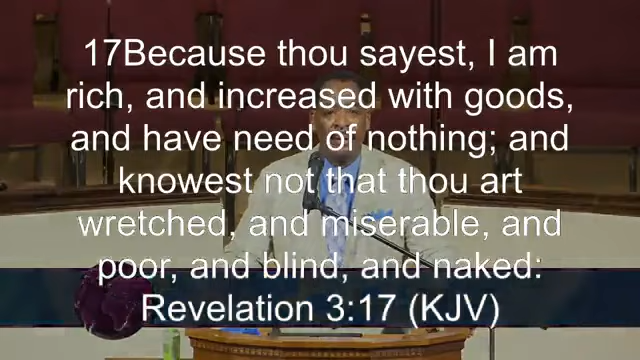 17Because thou sayest, I am
rich, and increased with goods,
and have need of nothing; and
knowest not that thou art
wretched, and miserable, and
poor, and blind, and naked:
Revelation 3:17 (KJV)